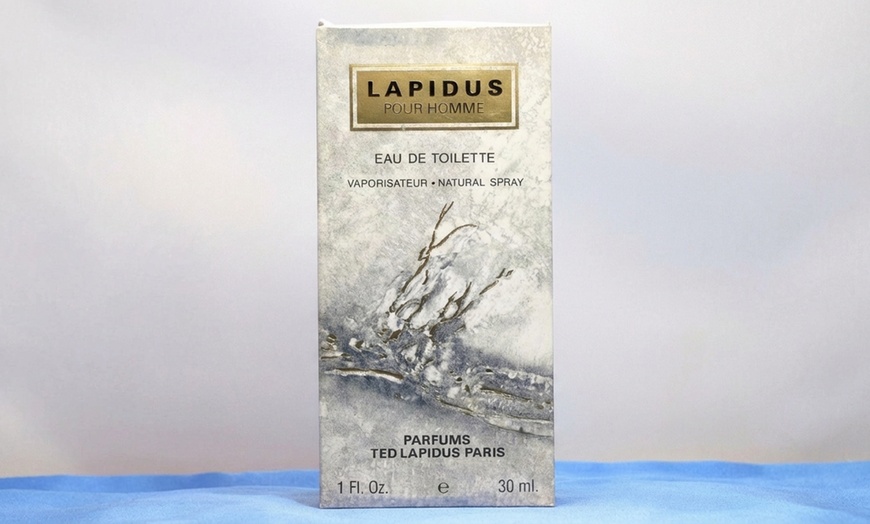 LAPIDUS
POUR HOMME
EAU DE TOILETTE
VAPORISATEUR • NATURAL SPRAY
PARFUMS
TED LAPIDUS PARIS
1 Fl. Oz. ℮ 30 ml.